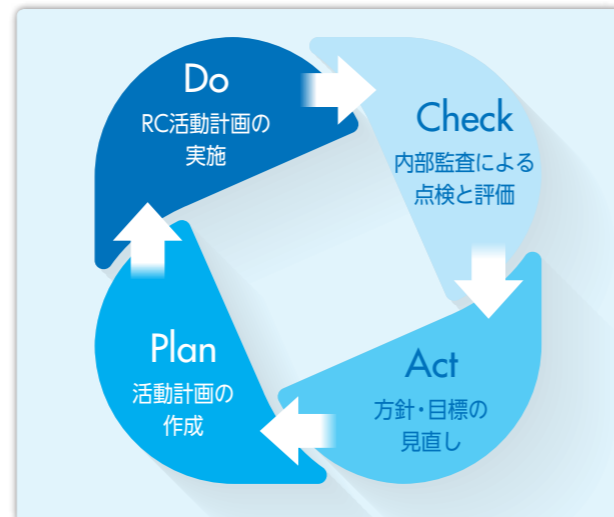 Do
RC活動計画の
実施
Check
内部監査による
点検と評価
Plan
活動計画の
作成
Act
方針・目標の
見直し